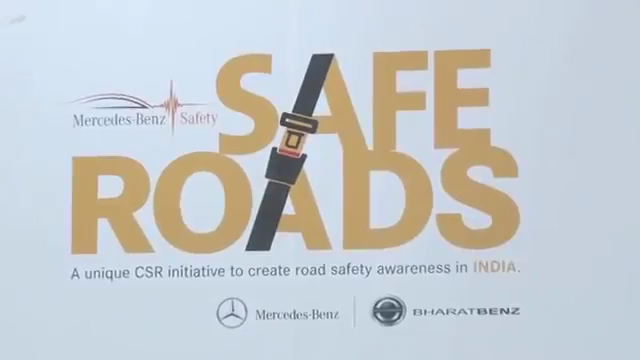 SAFE
Mercedes-Benz Safety
ROADS
A unique CSR initiative to create road safety awareness in INDIA.
Mercedes-Benz BHARATBENZ